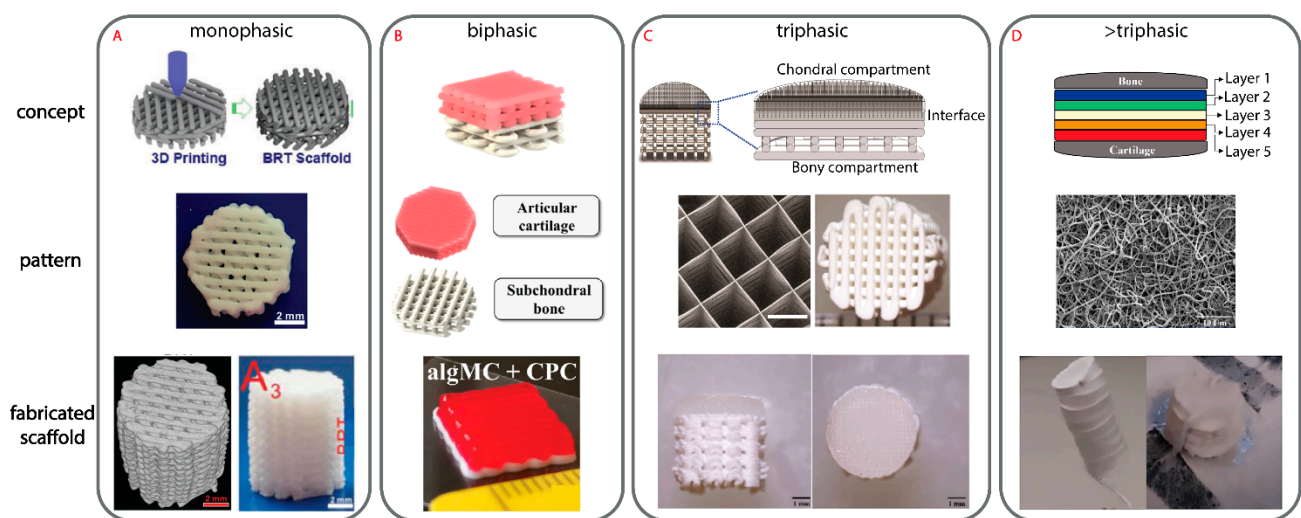 A
monophasic
B
biphasic
C
triphasic
D
>triphasic
concept
3D Printing
BRT Scaffold
Chondral compartment
Interface
Bony compartment
Bone
Layer 1
Layer 2
Layer 3
Layer 4
Layer 5
Cartilage
pattern
2 mm
Articular
cartilage
Subchondral
bone
fabricated
scaffold
2 mm
A3
BRT
2 mm
algMC + CPC
1 mm
1 mm